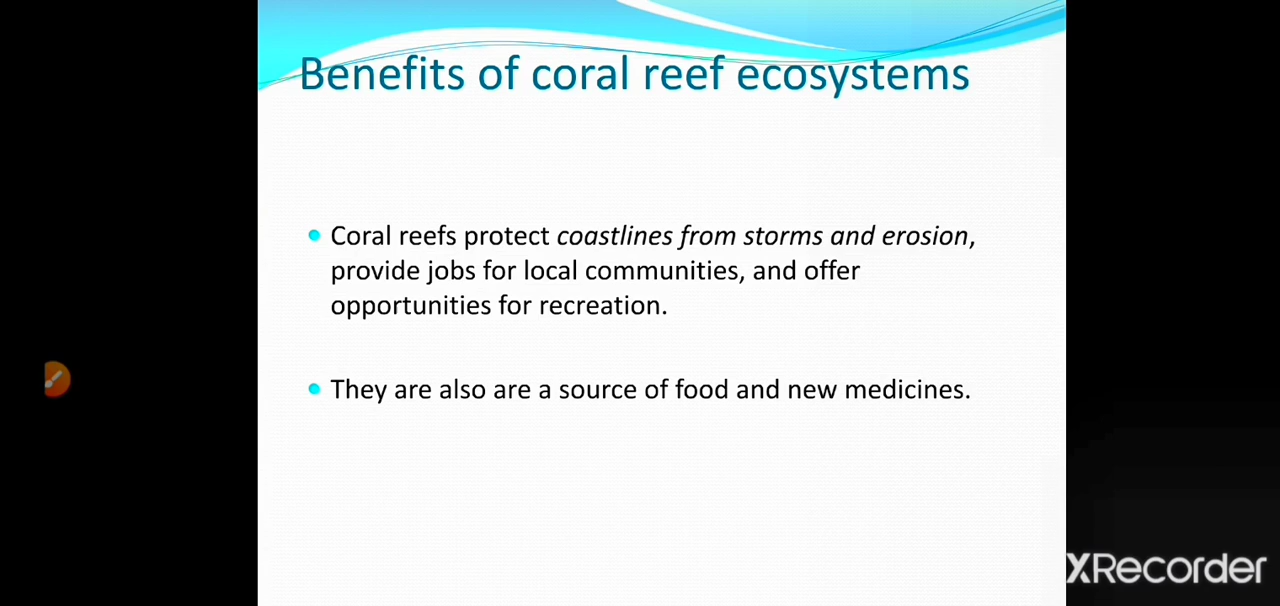 Benefits of coral reef ecosystems
Coral reefs protect coastlines from storms and erosion,
provide jobs for local communities, and offer
opportunities for recreation.
They are also are a source of food and new medicines.
XRecorder